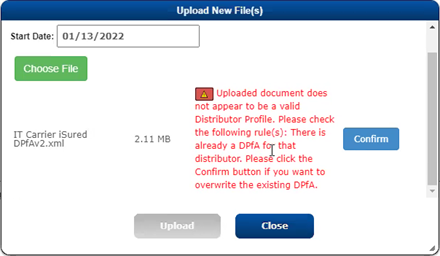 Upload New File(s)
Start Date: 01/13/2022
Choose File
Uploaded document does
not appear to be a valid
Distributor Profile. Please check
the following rule(s): There is
already a DPfA for that
distributor. Please click the
Confirm button if you want to
overwrite the existing DPfA.
IT Carrier iSured
DPfAv2.xml
2.11 MB
Confirm
Upload
Close